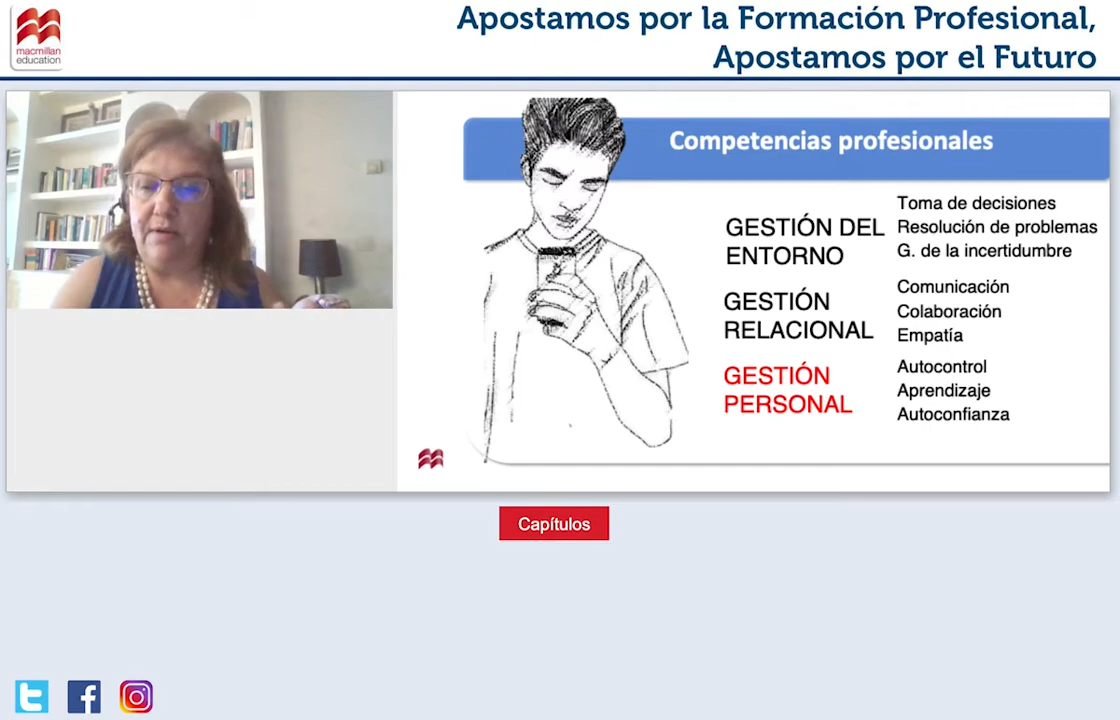 macmillan
education
Apostamos por la Formación Profesional,
Apostamos por el Futuro
Competencias profesionales
GESTIÓN DEL
ENTORNO
Toma de decisiones
Resolución de problemas
G. de la incertidumbre
GESTIÓN
RELACIONAL
Comunicación
Colaboración
Empatía
GESTIÓN
PERSONAL
Autocontrol
Aprendizaje
Autoconfianza
Capítulos